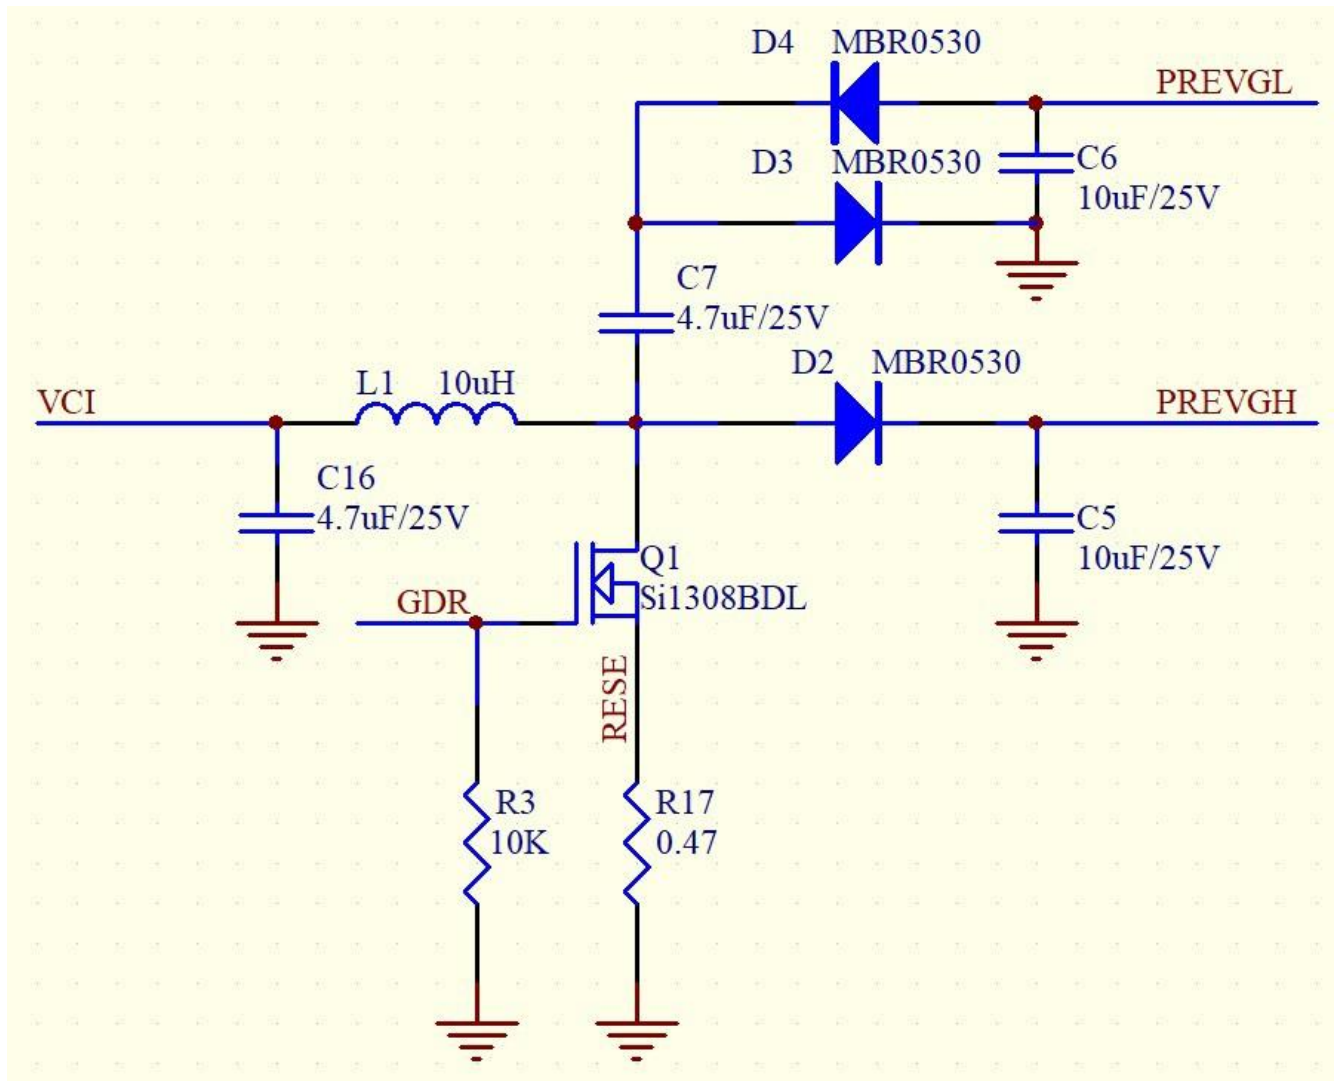 D4 MBR0530
PREVGL
D3 MBR0530
C6
10uF/25V
C7
4.7uF/25V
D2 MBR0530
L1 10uH
VCI
PREVGH
C16
4.7uF/25V
C5
10uF/25V
Q1
Si1308BDL
GDR
RESE
R3
10K
R17
0.47